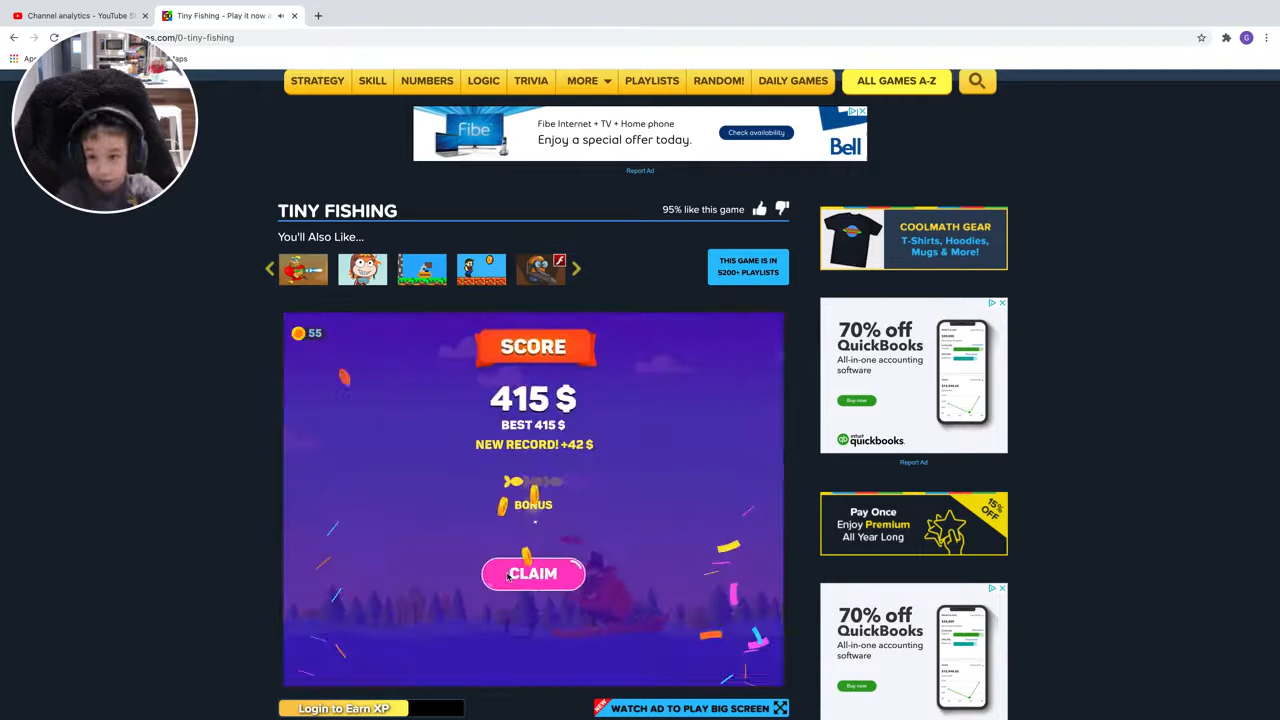 Channel analytics - YouTube St
Tiny Fishing - Play it now a
os.com/0-tiny-fishing
G
aps
STRATEGY
SKILL
NUMBERS
LOGIC
TRIVIA
MORE
PLAYLISTS
RANDOM!
DAILY GAMES
ALL GAMES A-Z
Fibe
Fibe Internet + TV + Home phone
Enjoy a special offer today.
Check availability
Bell
Report Ad
TINY FISHING
95% like this game
You'll Also Like...
THIS GAME IS IN
5200+ PLAYLISTS
COOLMATH GEAR
T-Shirts, Hoodies,
Mugs & More!
55
SCORE
415 $
BEST 415 $
NEW RECORD! +42 $
BONUS
CLAIM
70% off
QuickBooks
All-in-one accounting
software
Buy now
intuit
quickbooks.
Report Ad
Pay Once
Enjoy Premium
All Year Long
15%
OFF
70% off
QuickBooks
All-in-one accounting
software
Buy now
Login to Earn XP
NEW
WATCH AD TO PLAY BIG SCREEN